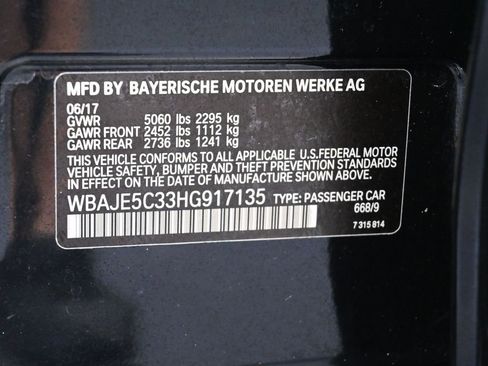 MFD BY BAYERISCHE MOTOREN WERKE AG
06/17
GVWR 5060 lbs 2295 kg
GAWR FRONT 2452 lbs 1112 kg
GAWR REAR 2736 lbs 1241 kg
THIS VEHICLE CONFORMS TO ALL APPLICABLE U.S.FEDERAL MOTOR
VEHICLE SAFETY, BUMPER AND THEFT PREVENTION STANDARDS IN
EFFECT ON THE DATE OF MANUFACTURE SHOWN ABOVE.
WBAJE5C33HG917135 TYPE: PASSENGER CAR
668/9
7 315 814